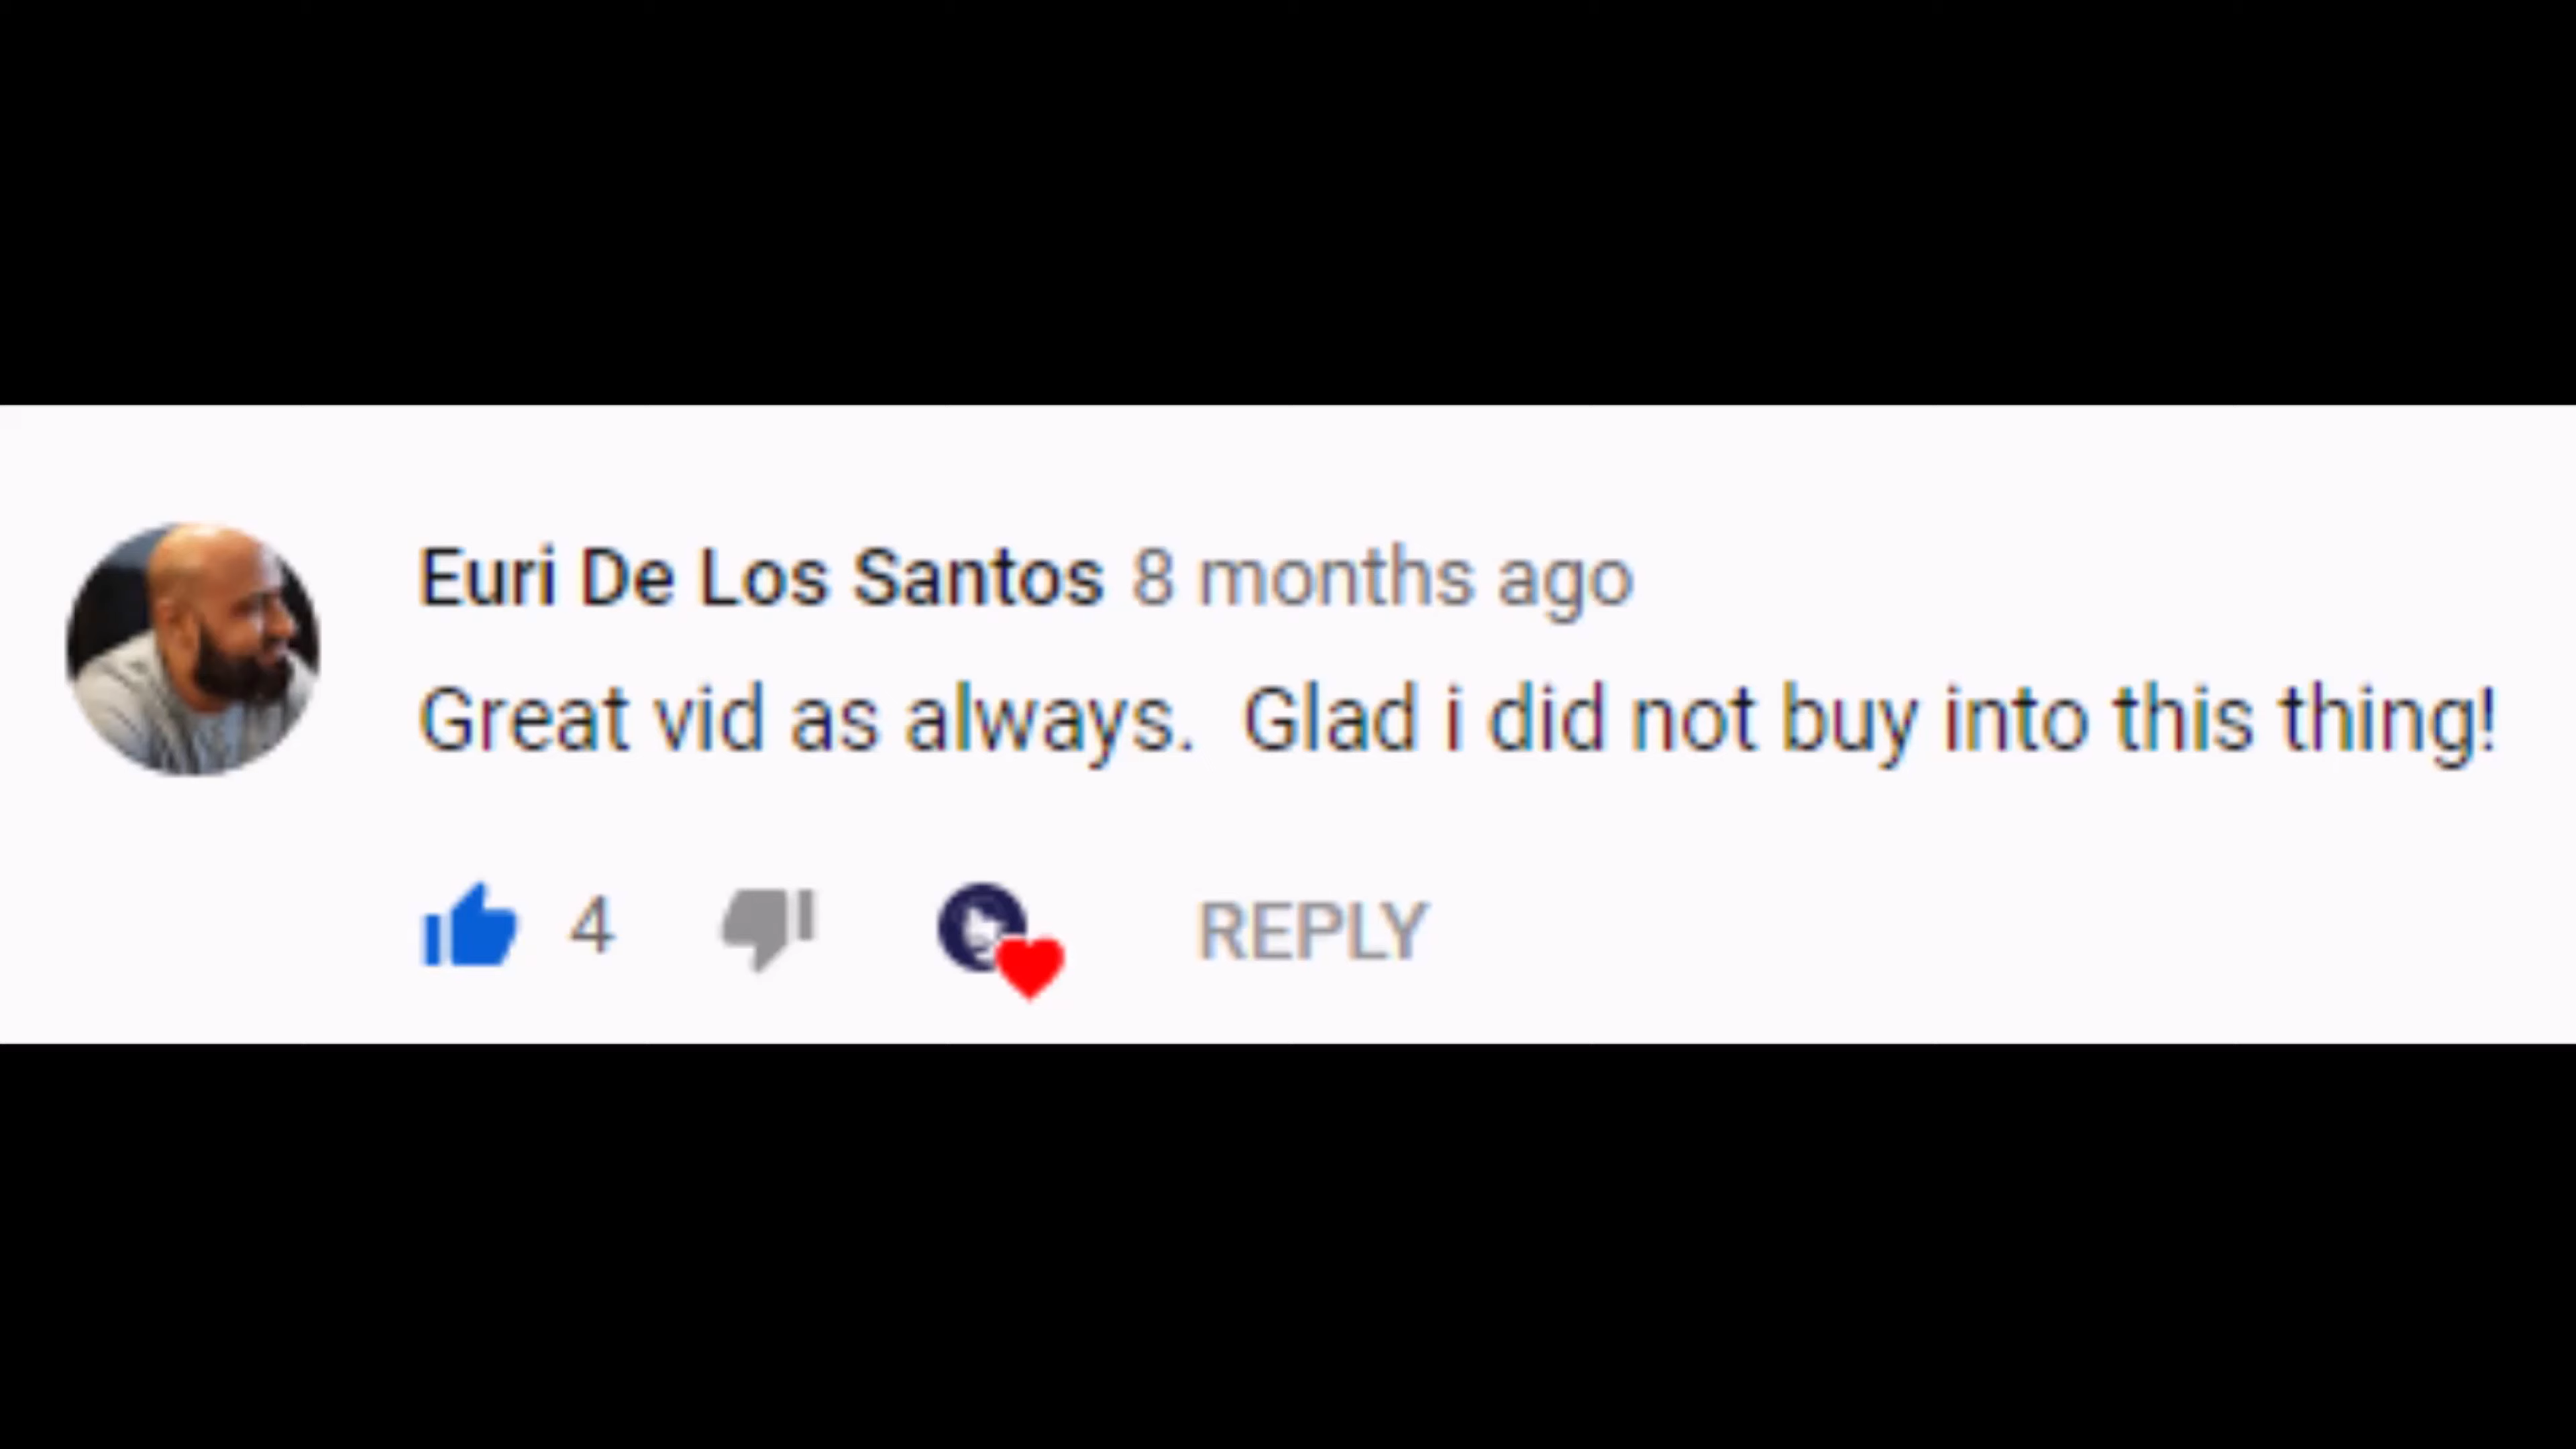 Euri De Los Santos 8 months ago
Great vid as always.  Glad i did not buy into this thing!
4 REPLY